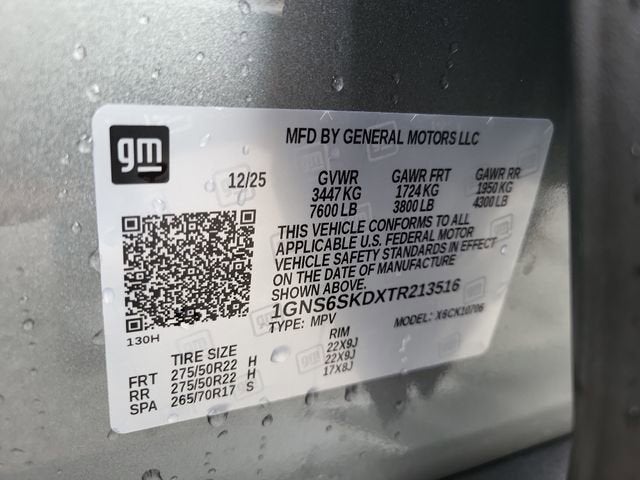 gm
MFD BY GENERAL MOTORS LLC
12/25 GVWR GAWR FRT GAWR RR
3447 KG 1724 KG 1950 KG
7600 LB 3800 LB 4300 LB
THIS VEHICLE CONFORMS TO ALL
APPLICABLE U.S. FEDERAL MOTOR
VEHICLE SAFETY STANDARDS IN EFFECT
ON THE DATE OF MANUFACTURE
SHOWN ABOVE.
1GNS6SKDXTR213516
TYPE: MPV MODEL: X6CK10706
130H
TIRE SIZE RIM
FRT 275/50R22 H 22X9J
RR 275/50R22 H 22X9J
SPA 265/70R17 S 17X8J